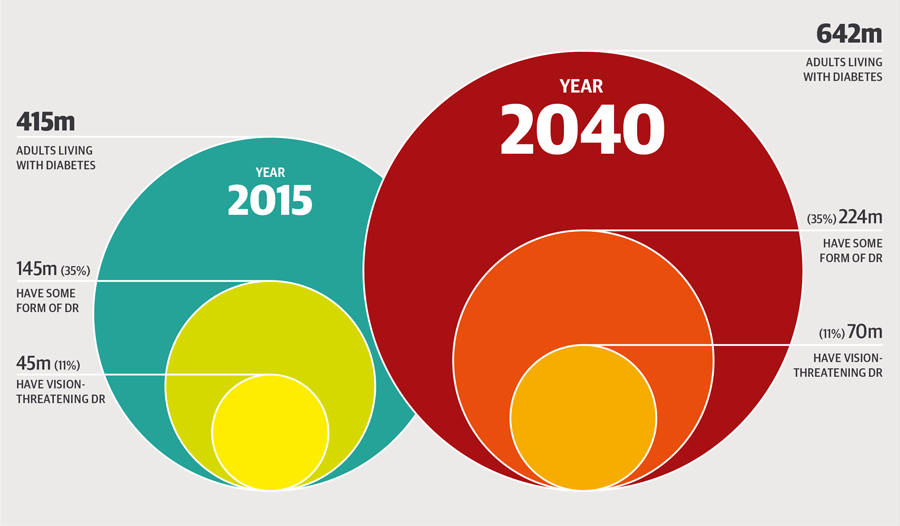 415m
ADULTS LIVING
WITH DIABETES
YEAR
2015
145m (35%)
HAVE SOME
FORM OF DR
45m (11%)
HAVE VISION-
THREATENING DR
642m
ADULTS LIVING
WITH DIABETES
YEAR
2040
(35%) 224m
HAVE SOME
FORM OF DR
(11%) 70m
HAVE VISION-
THREATENING DR